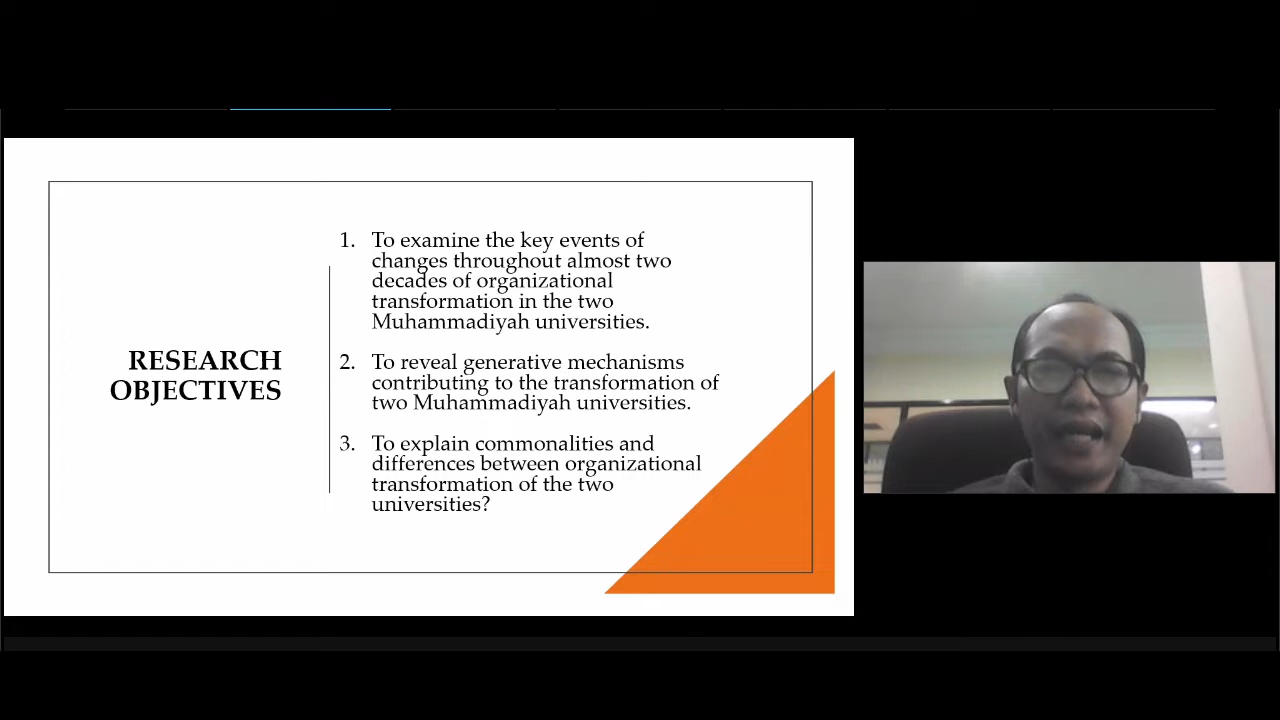 RESEARCH
OBJECTIVES
1. To examine the key events of
changes throughout almost two
decades of organizational
transformation in the two
Muhammadiyah universities.
2. To reveal generative mechanisms
contributing to the transformation of
two Muhammadiyah universities.
3. To explain commonalities and
differences between organizational
transformation of the two
universities?